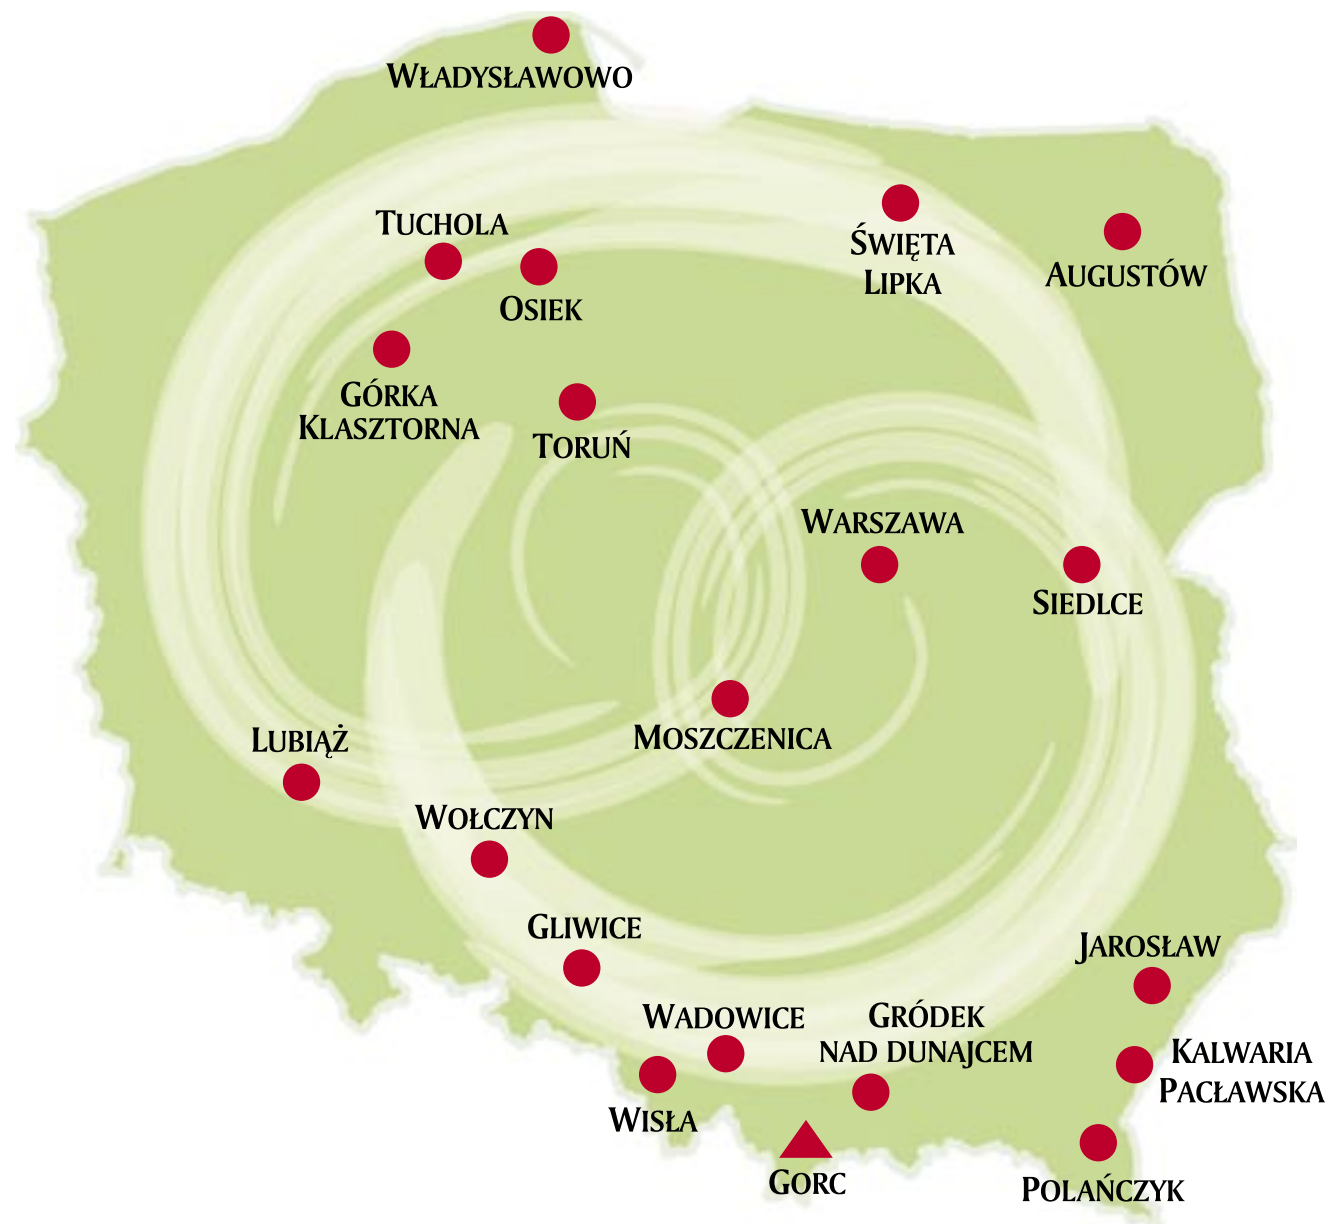 WŁADYSŁAWOWO
TUCHOLA
OSIEK
ŚWIĘTA
LIPKA
AUGUSTÓW
GÓRKA
KLASZTORNA
TORUŃ
WARSZAWA
SIEDLCE
LUBIĄŻ
MOSZCZENICA
WOŁCZYN
GLIWICE
JAROSŁAW
WADOWICE
GRÓDEK
NAD DUNAJCEM
KALWARIA
PACŁAWSKA
WISŁA
GORC
POLAŃCZYK